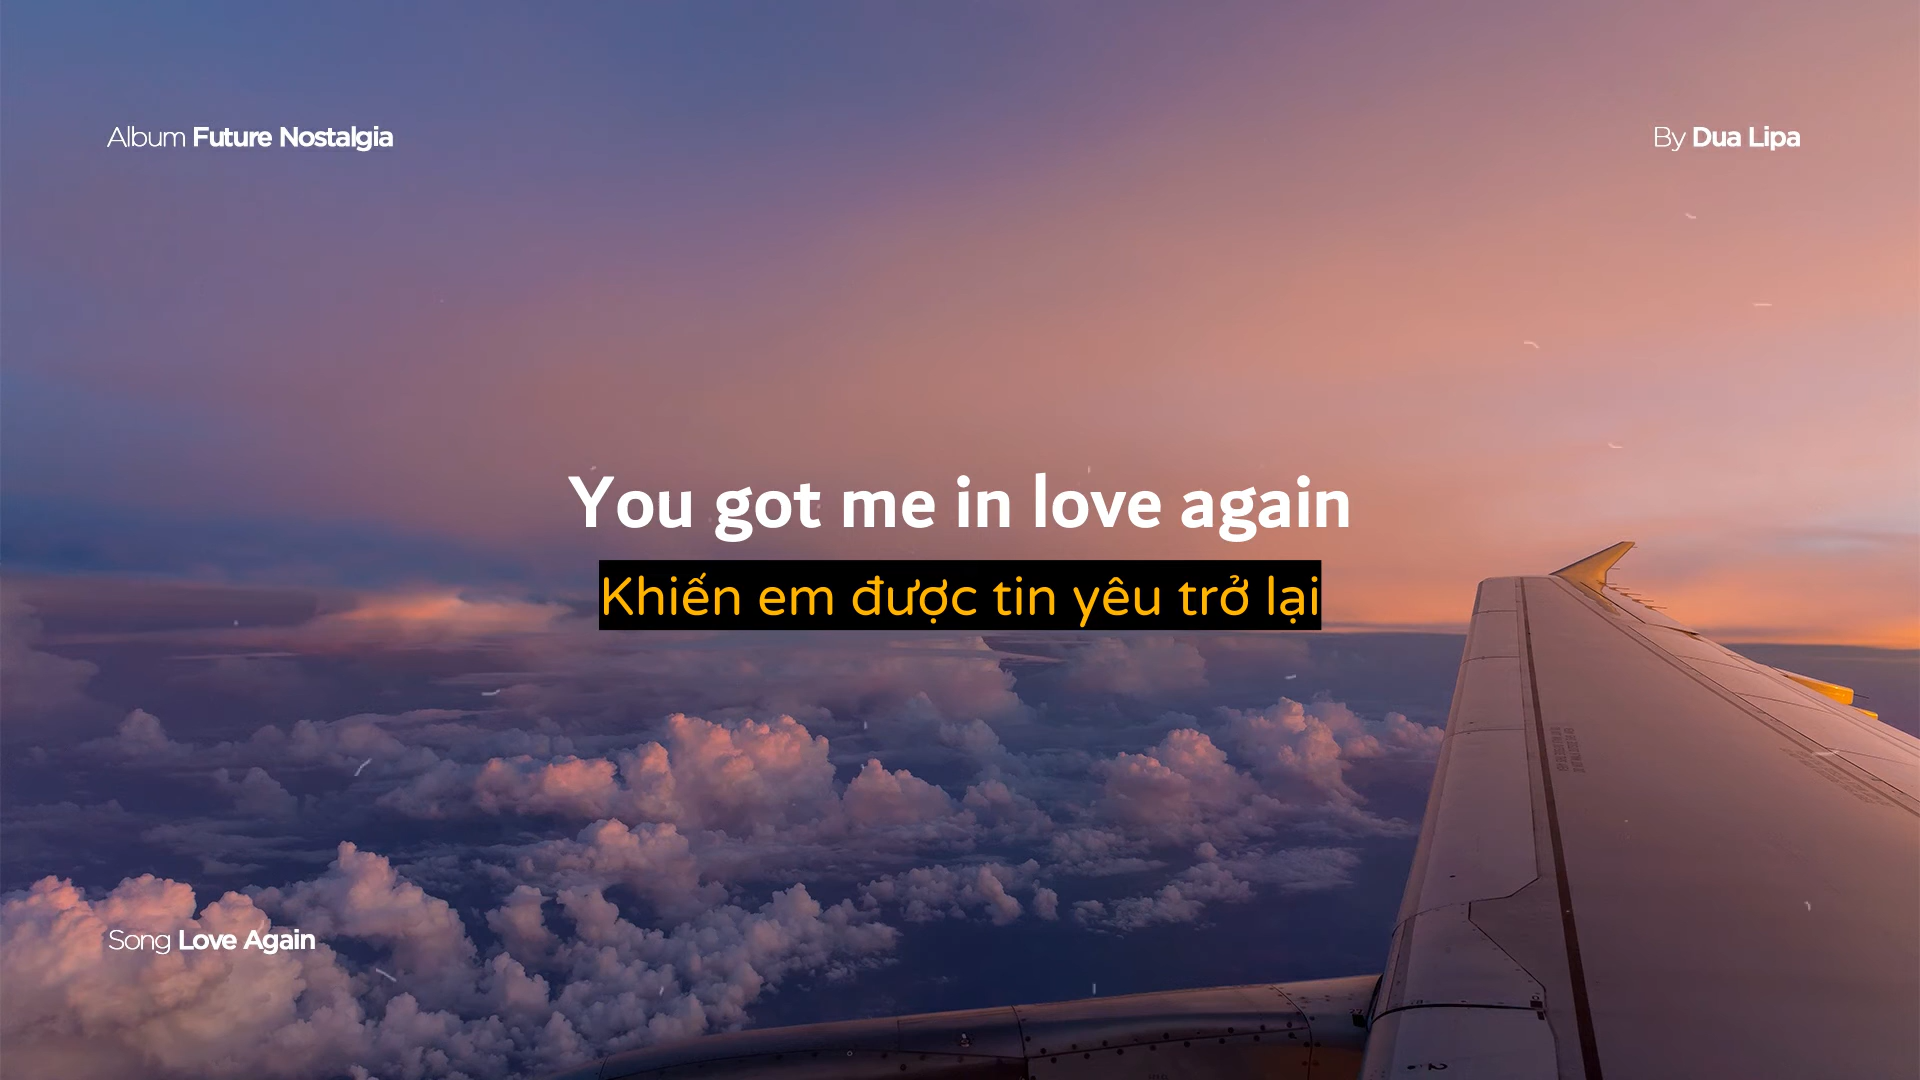 Album Future Nostalgia
By Dua Lipa
You got me in love again
Khiến em được tin yêu trở lại
Song Love Again